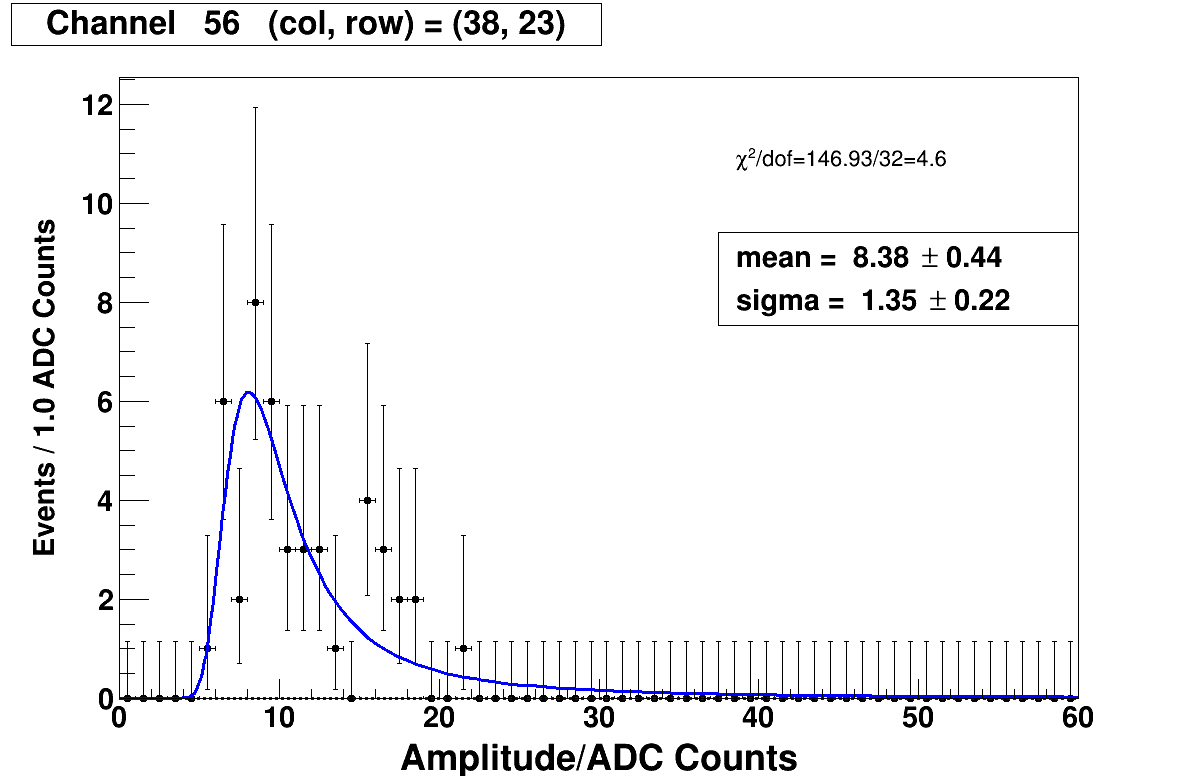 Channel 56 (col, row) = (38, 23)
χ²/dof=146.93/32=4.6
mean = 8.38 ± 0.44
sigma = 1.35 ± 0.22
Events / 1.0 ADC Counts
12
10
8
6
4
2
0
0 10 20 30 40 50 60
Amplitude/ADC Counts